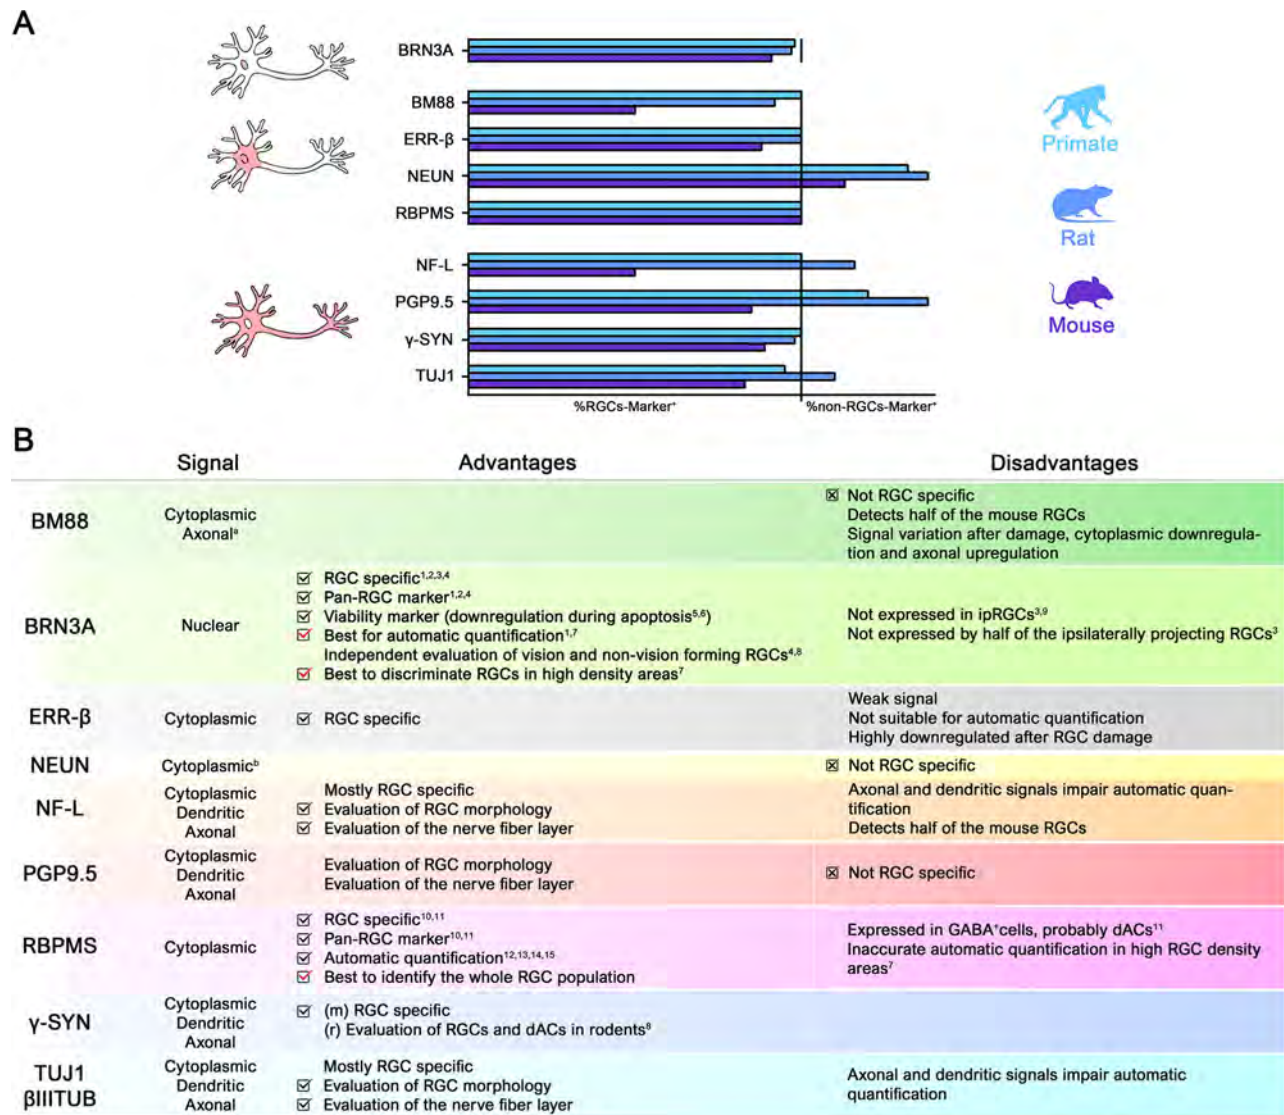 A
BRN3A
BM88
ERR-β
NEUN
RBPMS
NF-L
PGP9.5
γ-SYN
TUJ1
%RGCs-Marker⁺
%non-RGCs-Marker⁺
Primate
Rat
Mouse
B
Signal Advantages Disadvantages
BM88
Cytoplasmic
Axonalᵃ
Not RGC specific
Detects half of the mouse RGCs
Signal variation after damage, cytoplasmic downregula-
tion and axonal upregulation
BRN3A
Nuclear
RGC specific¹,²,³,⁴
Pan-RGC marker¹,²,⁴
Viability marker (downregulation during apoptosis⁵,⁶)
Best for automatic quantification¹,⁷
Independent evaluation of vision and non-vision forming RGCs⁴,⁸
Best to discriminate RGCs in high density areas⁷
Not expressed in ipRGCs³,⁹
Not expressed by half of the ipsilaterally projecting RGCs³
ERR-β
Cytoplasmic
RGC specific
Weak signal
Not suitable for automatic quantification
Highly downregulated after RGC damage
NEUN
Cytoplasmicᵇ
Not RGC specific
NF-L
Cytoplasmic
Dendritic
Axonal
Mostly RGC specific
Evaluation of RGC morphology
Evaluation of the nerve fiber layer
Axonal and dendritic signals impair automatic quan-
tification
Detects half of the mouse RGCs
PGP9.5
Cytoplasmic
Dendritic
Axonal
Evaluation of RGC morphology
Evaluation of the nerve fiber layer
Not RGC specific
RBPMS
Cytoplasmic
RGC specific¹⁰,¹¹
Pan-RGC marker¹⁰,¹¹
Automatic quantification¹²,¹³,¹⁴,¹⁵
Best to identify the whole RGC population
Expressed in GABA⁺cells, probably dACs¹¹
Inaccurate automatic quantification in high RGC density
areas⁷
γ-SYN
Cytoplasmic
Dendritic
Axonal
(m) RGC specific
(r) Evaluation of RGCs and dACs in rodents⁸
TUJ1
βIIITUB
Cytoplasmic
Dendritic
Axonal
Mostly RGC specific
Evaluation of RGC morphology
Evaluation of the nerve fiber layer
Axonal and dendritic signals impair automatic
quantification